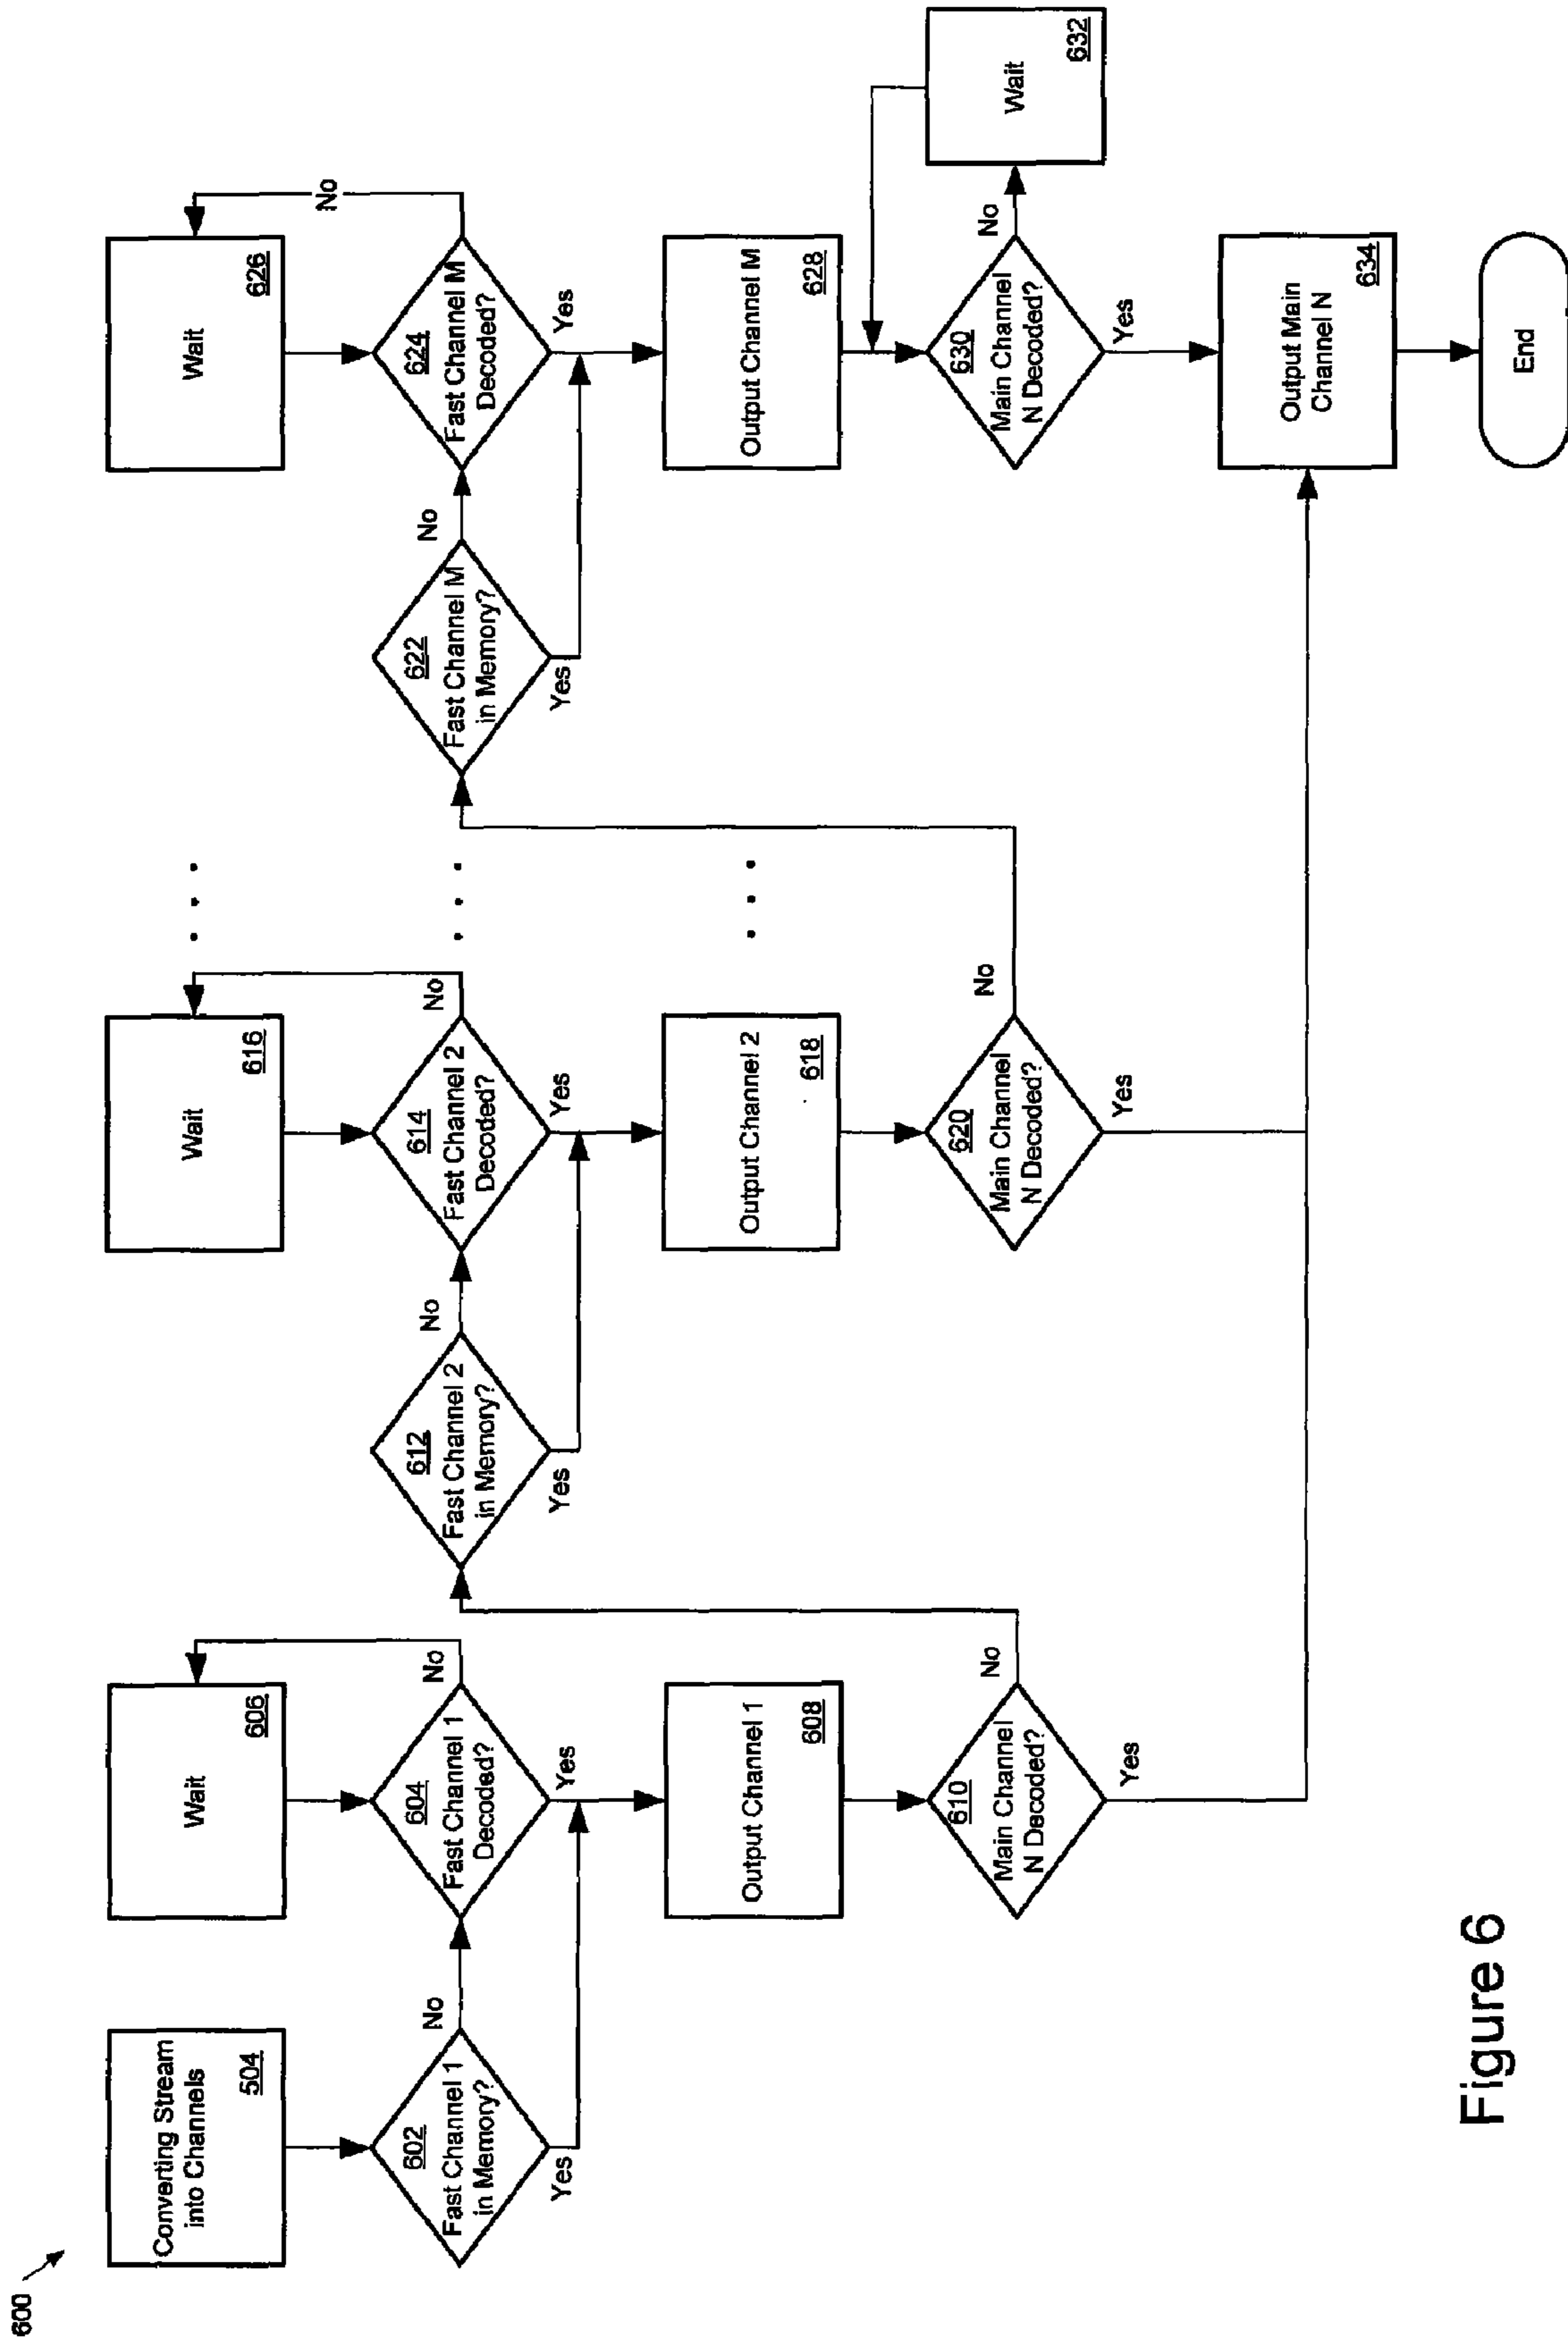 600
Converting Stream
into Channels
504
602
Fast Channel 1
in Memory?
No
Yes
Wait
606
604
Fast Channel 1
Decoded?
No
Yes
Output Channel 1
608
610
Main Channel
N Decoded?
No
Yes
612
Fast Channel 2
in Memory?
No
Yes
Wait
616
614
Fast Channel 2
Decoded?
No
Yes
Output Channel 2
618
620
Main Channel
N Decoded?
No
Yes
. . .
. . .
. . .
622
Fast Channel M
in Memory?
No
Yes
Wait
626
624
Fast Channel M
Decoded?
No
Yes
Output Channel M
628
630
Main Channel
N Decoded?
No
Yes
Wait
632
Output Main
Channel N
634
End
Figure 6